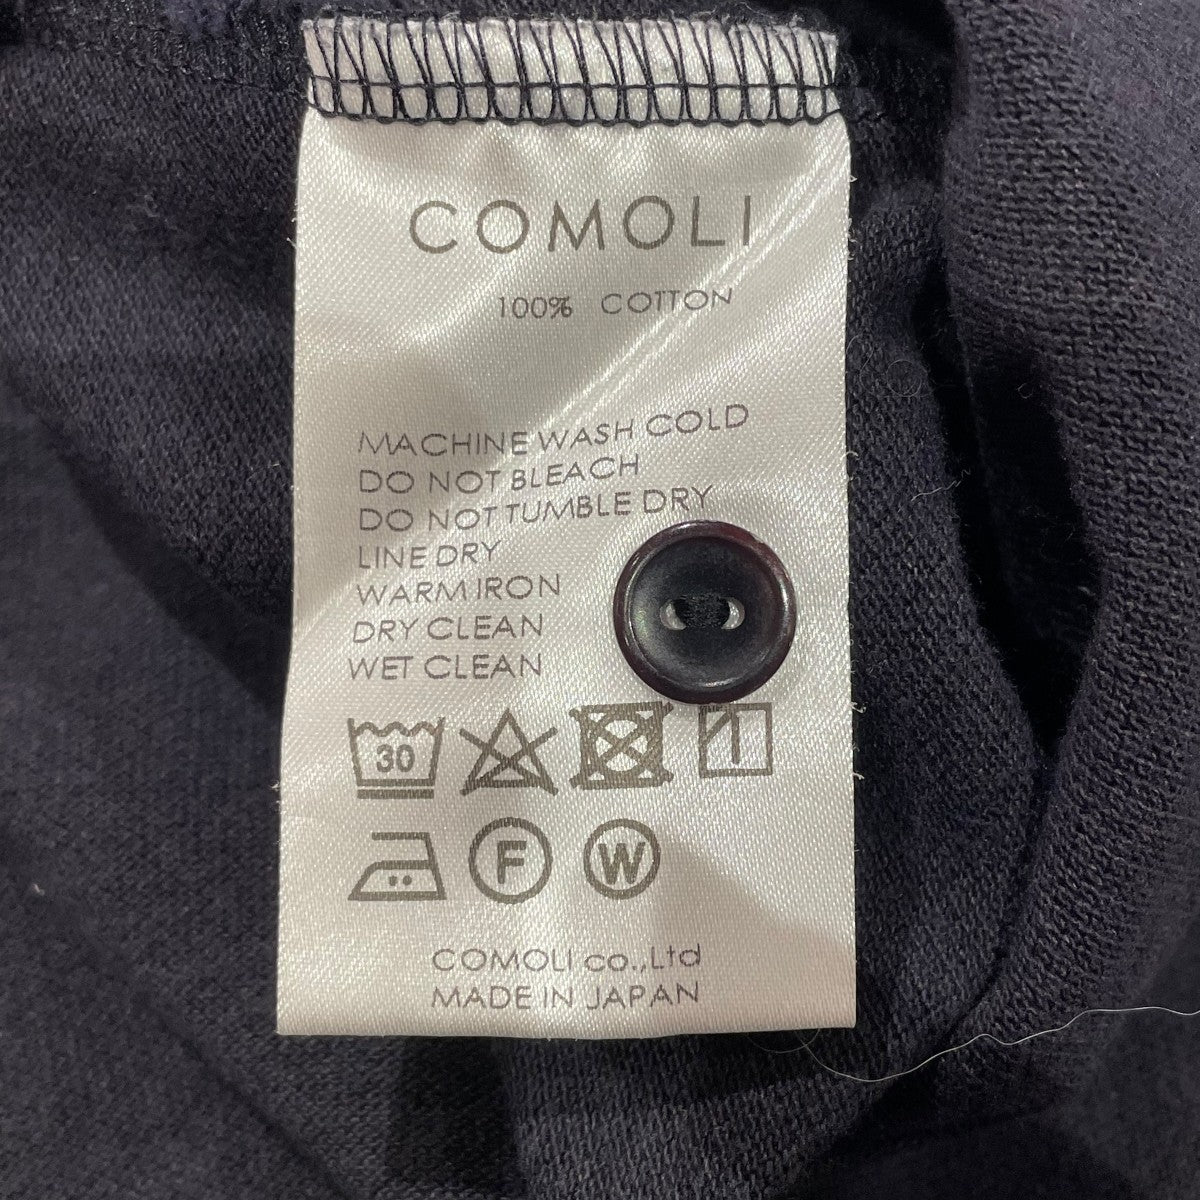 COMOLI
100% COTTON
MACHINE WASH COLD
DO NOT BLEACH
DO NOT TUMBLE DRY
LINE DRY
WARM IRON
DRY CLEAN
WET CLEAN
30
F W
COMOLI co.,Ltd
MADE IN JAPAN